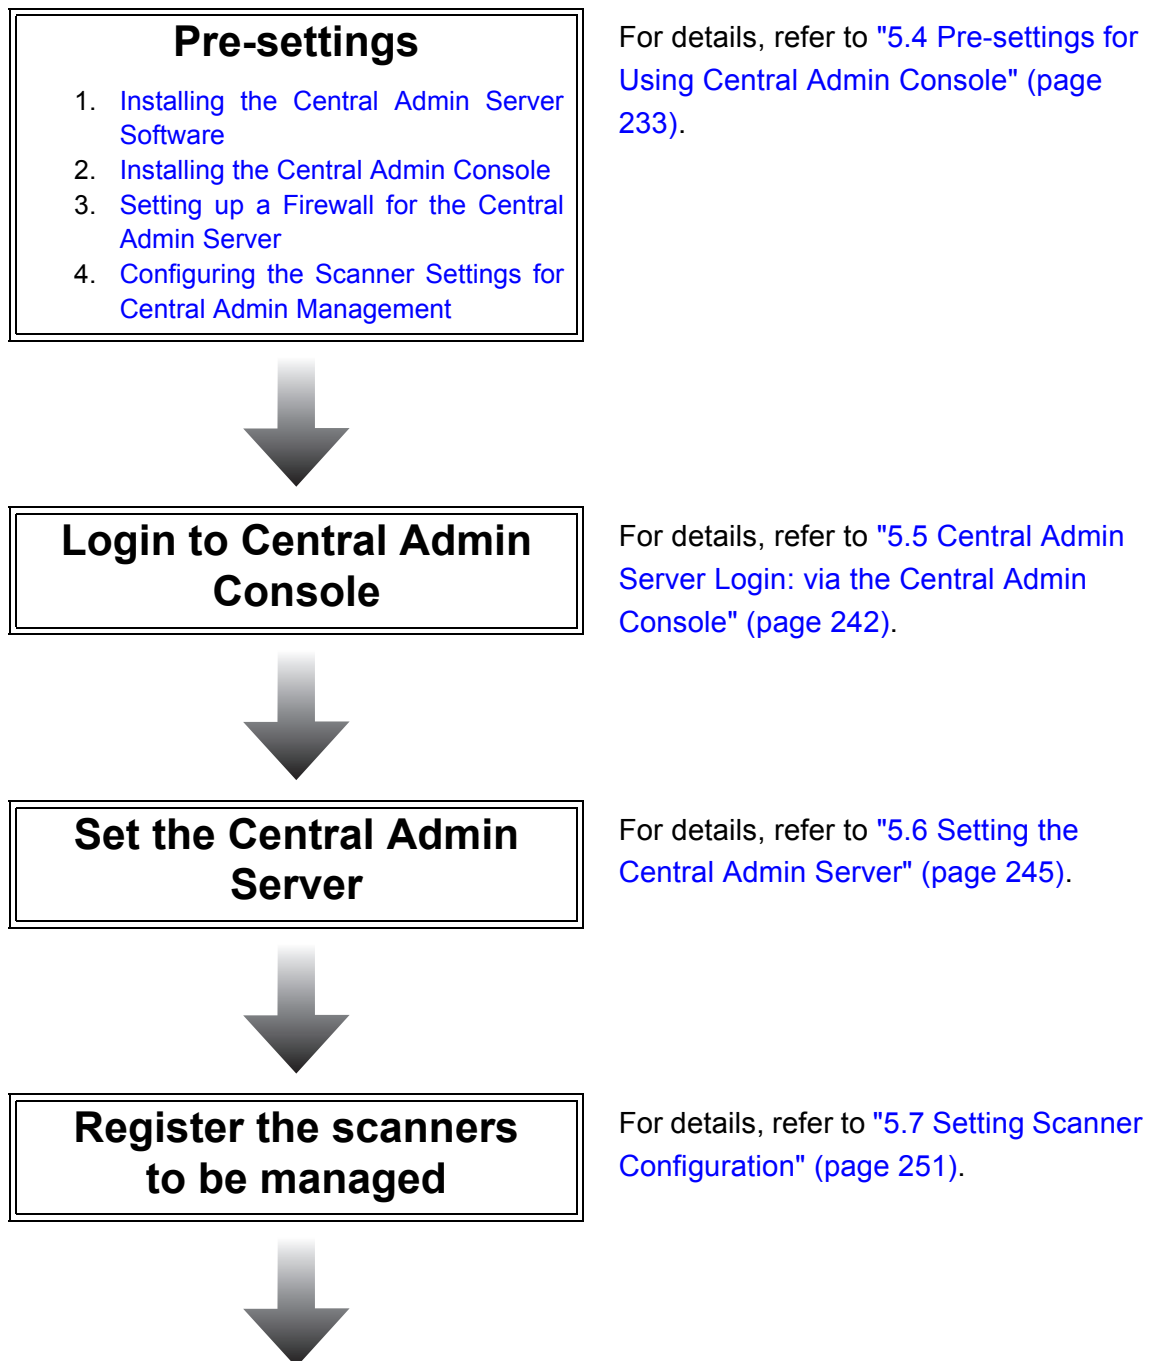 Pre-settings
1. Installing the Central Admin Server
Software
2. Installing the Central Admin Console
3. Setting up a Firewall for the Central
Admin Server
4. Configuring the Scanner Settings for
Central Admin Management
For details, refer to "5.4 Pre-settings for
Using Central Admin Console" (page
233).
Login to Central Admin
Console
For details, refer to "5.5 Central Admin
Server Login: via the Central Admin
Console" (page 242).
Set the Central Admin
Server
For details, refer to "5.6 Setting the
Central Admin Server" (page 245).
Register the scanners
to be managed
For details, refer to "5.7 Setting Scanner
Configuration" (page 251).